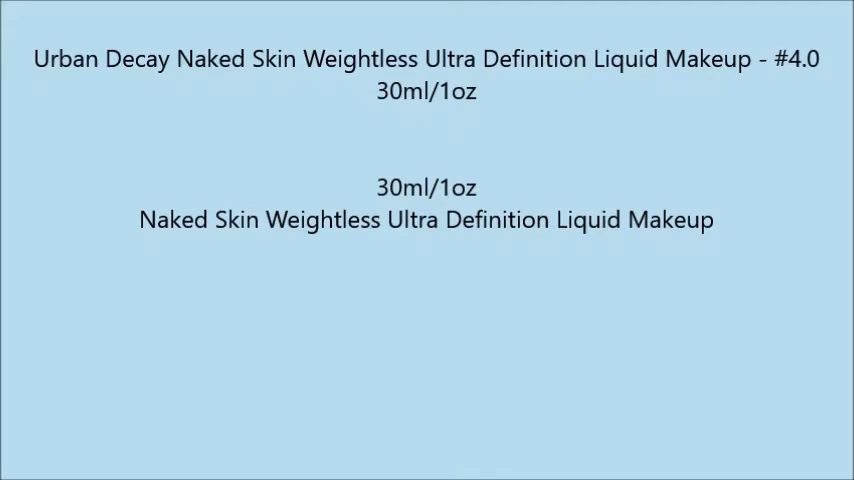 Urban Decay Naked Skin Weightless Ultra Definition Liquid Makeup - #4.0
30ml/1oz
30ml/1oz
Naked Skin Weightless Ultra Definition Liquid Makeup